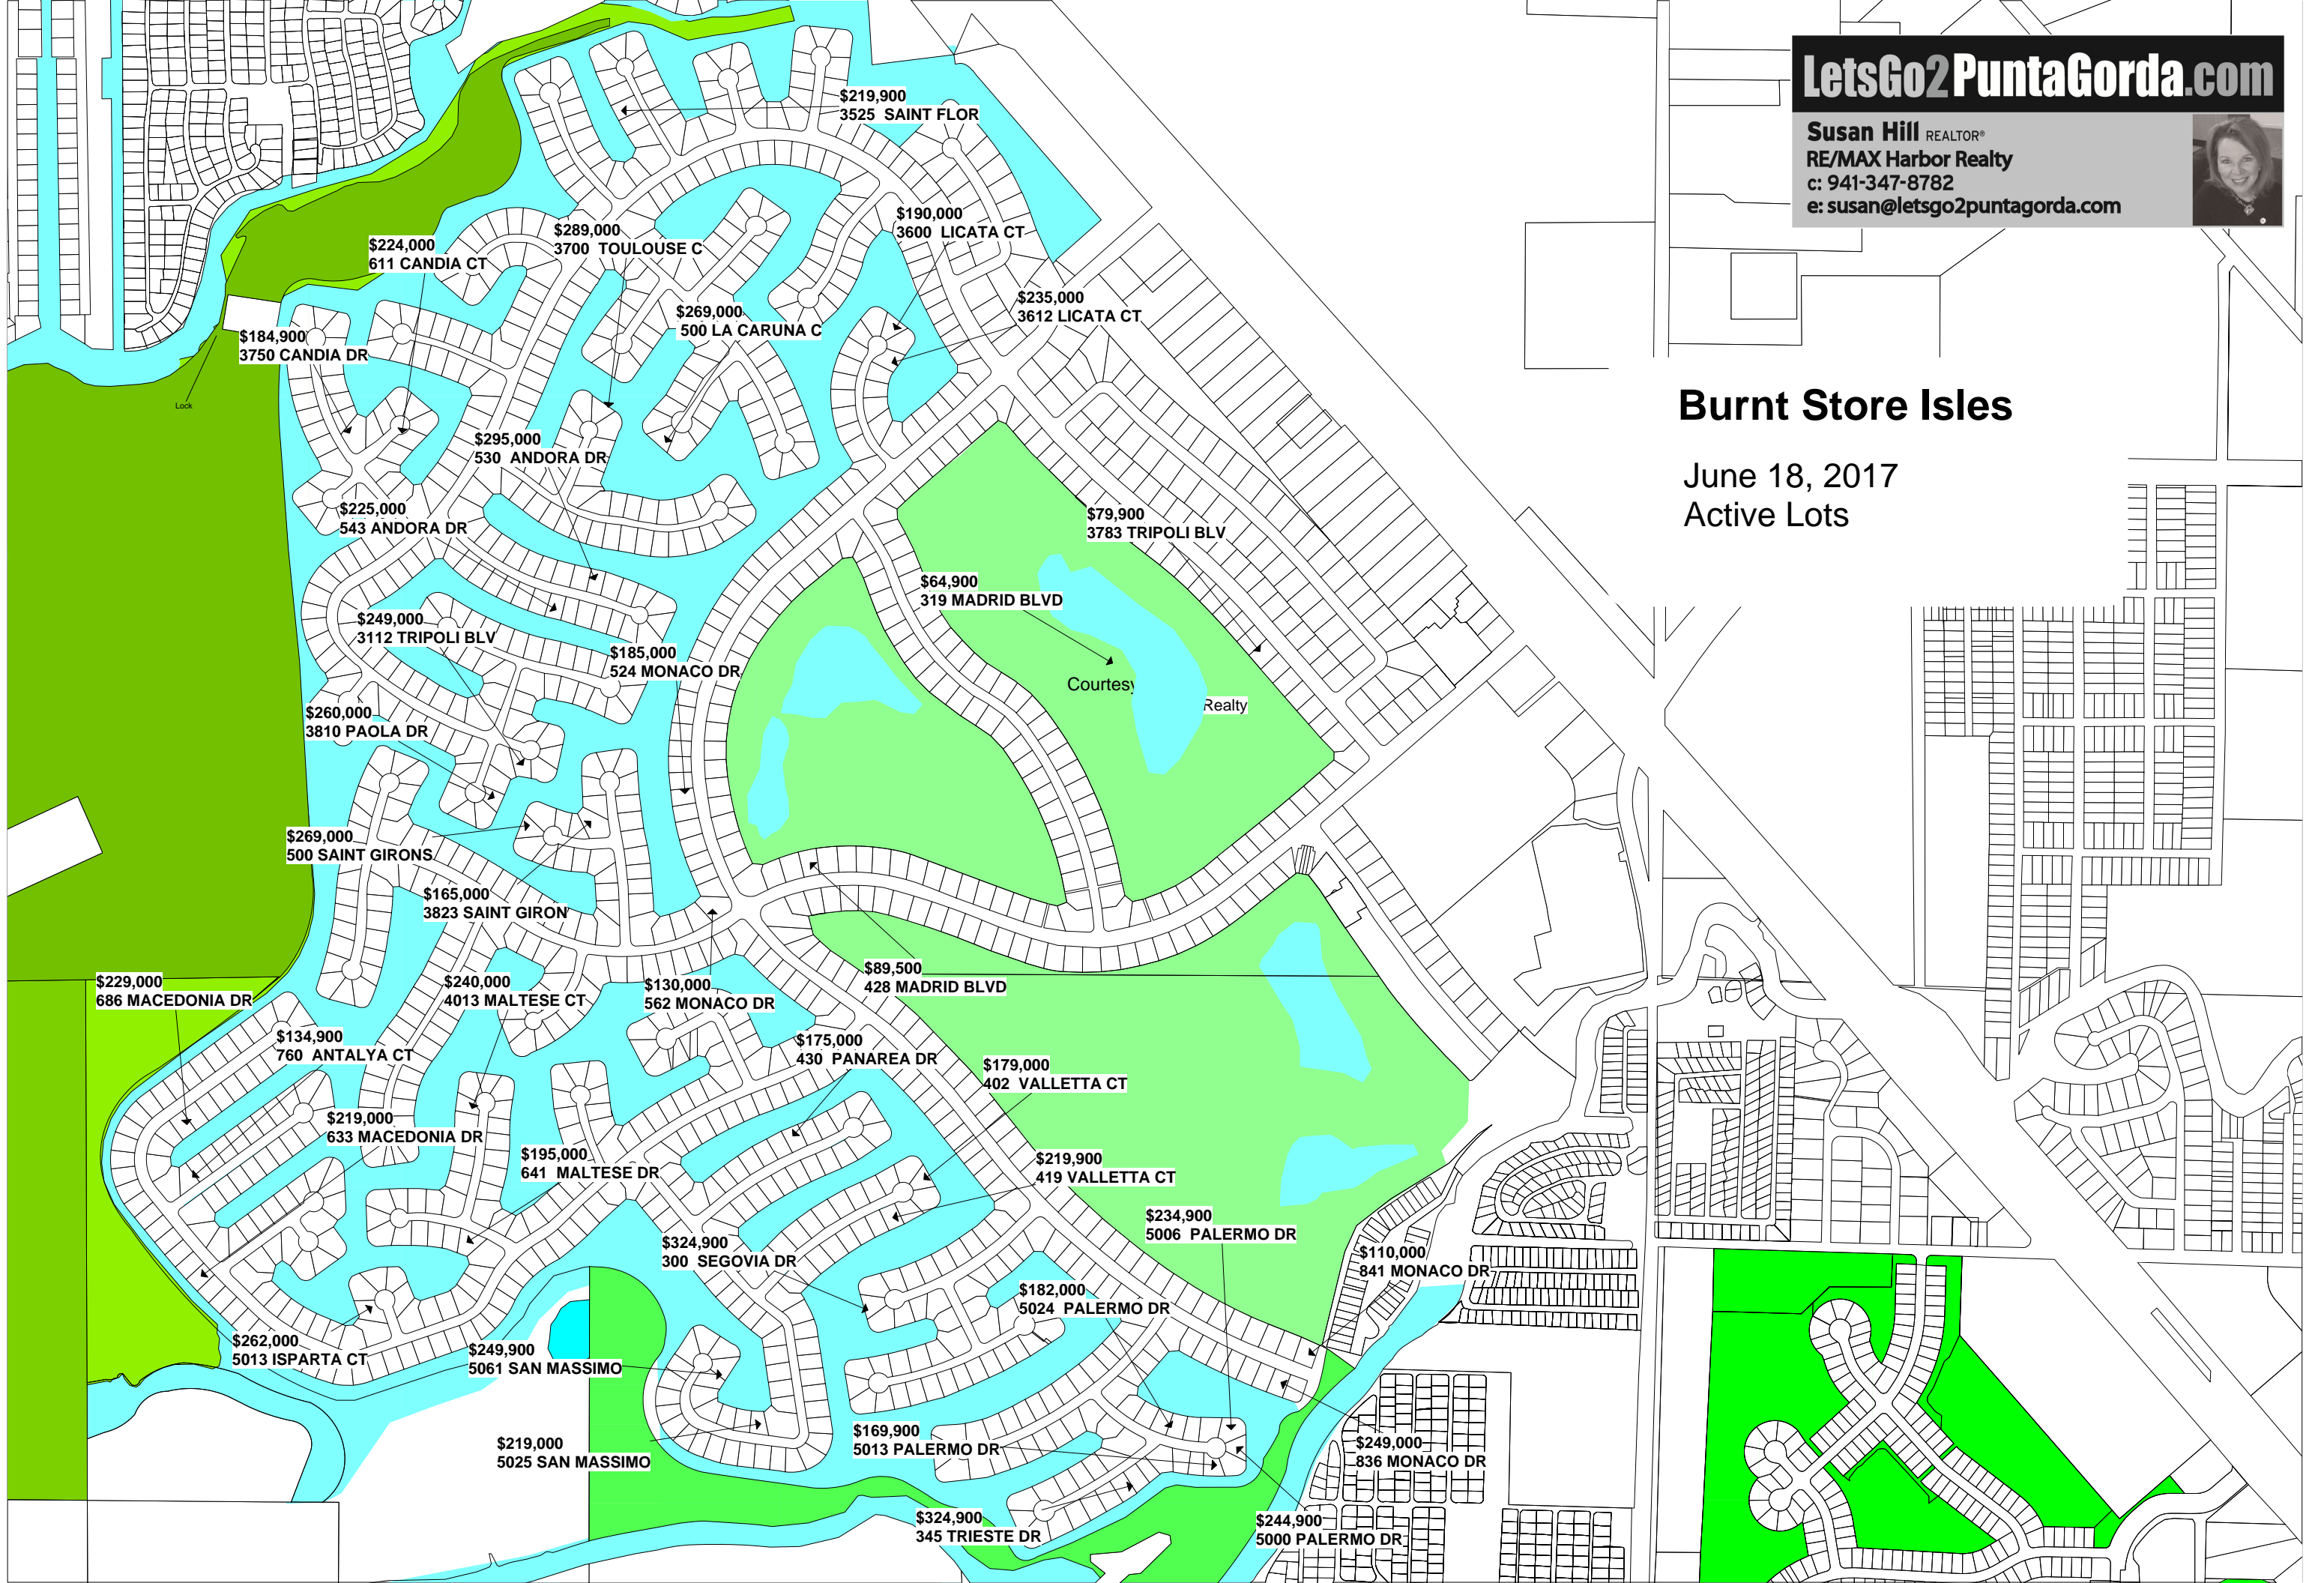 LetsGo2PuntaGorda.com
Susan Hill REALTOR®
RE/MAX Harbor Realty
c: 941-347-8782
e: susan@letsgo2puntagorda.com
Burnt Store Isles
June 18, 2017
Active Lots
$219,900
3525 SAINT FLOR
$190,000
3600 LICATA CT
$289,000
3700 TOULOUSE C
$224,000
611 CANDIA CT
$235,000
3612 LICATA CT
$269,000
500 LA CARUNA C
$184,900
3750 CANDIA DR
Lock
$295,000
530 ANDORA DR
$225,000
543 ANDORA DR
$79,900
3783 TRIPOLI BLV
$64,900
319 MADRID BLVD
$249,000
3112 TRIPOLI BLV
$185,000
524 MONACO DR
Courtesy
Realty
$260,000
3810 PAOLA DR
$269,000
500 SAINT GIRONS
$165,000
3823 SAINT GIRON
$229,000
686 MACEDONIA DR
$240,000
4013 MALTESE CT
$130,000
562 MONACO DR
$89,500
428 MADRID BLVD
$134,900
760 ANTALYA CT
$175,000
430 PANAREA DR
$179,000
402 VALLETTA CT
$219,000
633 MACEDONIA DR
$195,000
641 MALTESE DR
$219,900
419 VALLETTA CT
$234,900
5006 PALERMO DR
$324,900
300 SEGOVIA DR
$110,000
841 MONACO DR
$182,000
5024 PALERMO DR
$262,000
5013 ISPARTA CT
$249,900
5061 SAN MASSIMO
$219,000
5025 SAN MASSIMO
$169,900
5013 PALERMO DR
$249,000
836 MONACO DR
$324,900
345 TRIESTE DR
$244,900
5000 PALERMO DR